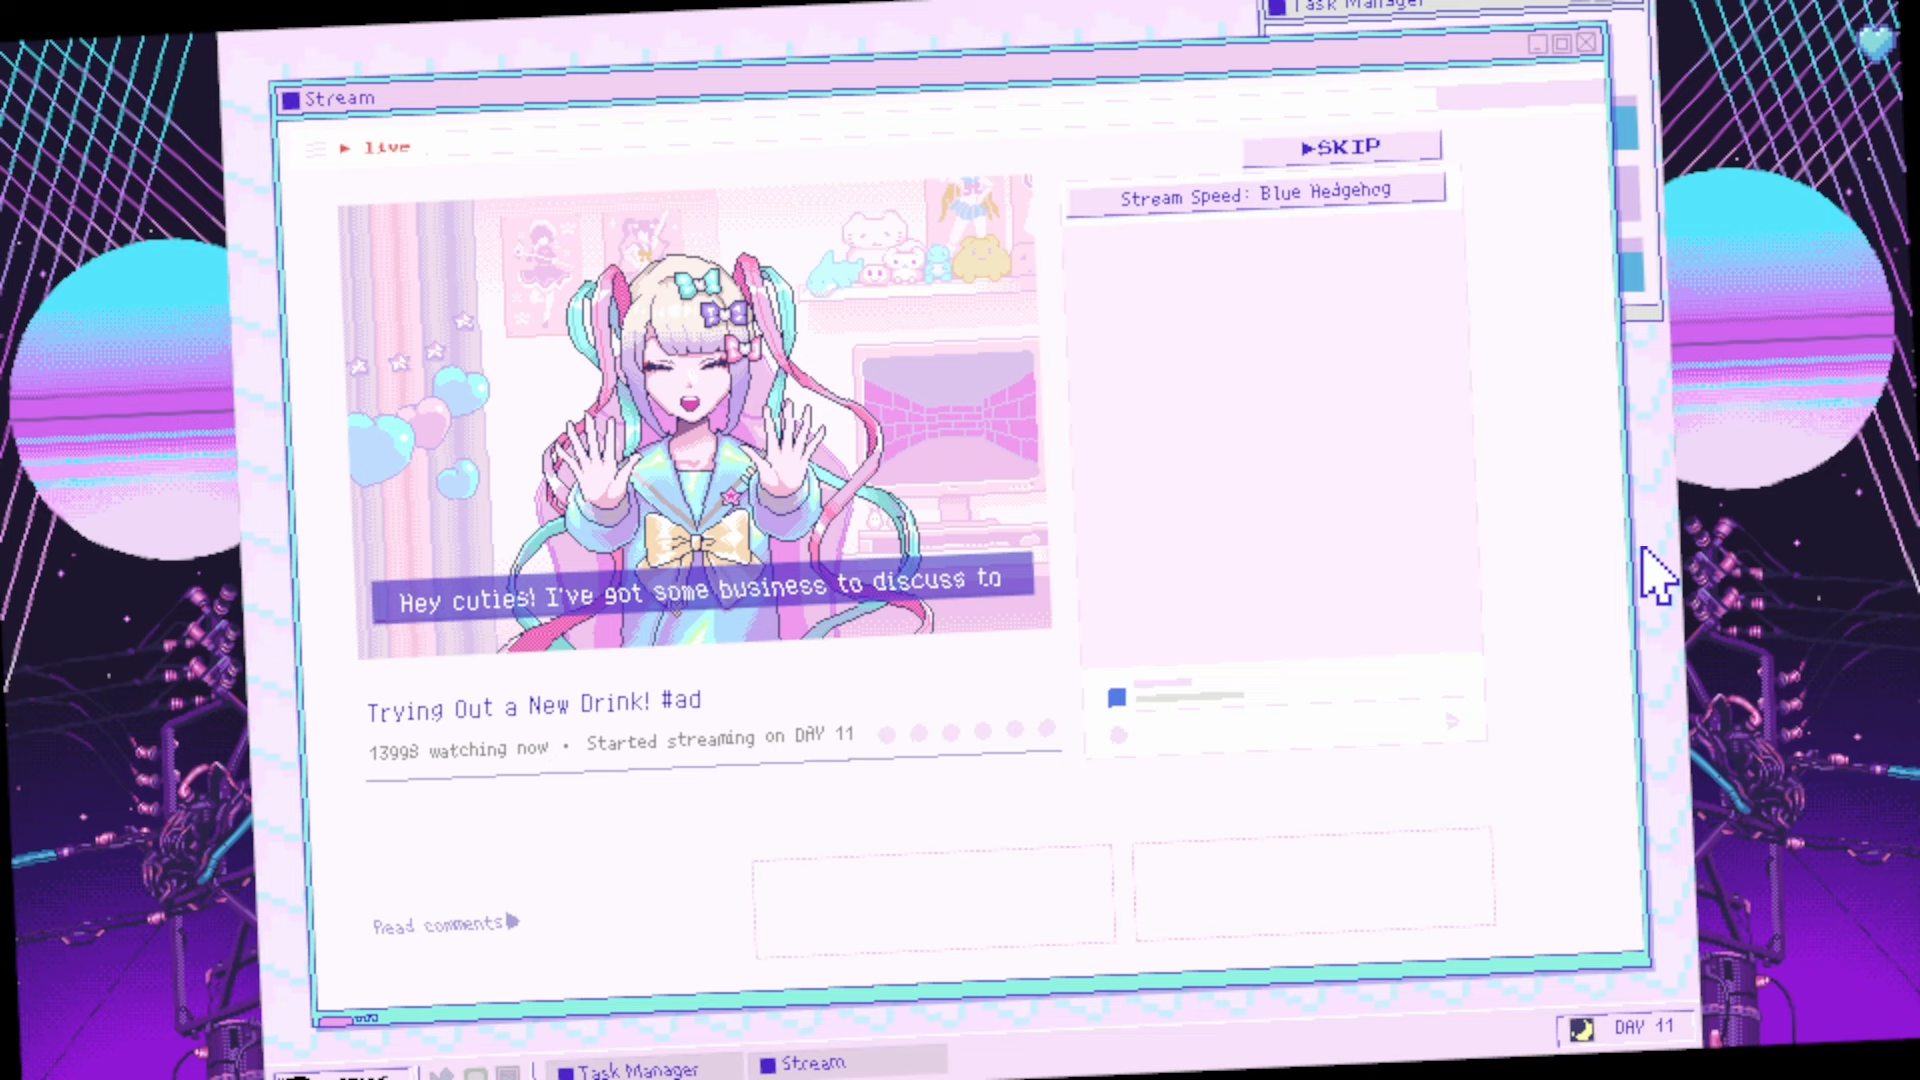 Task Manager
Stream
live
▶SKIP
Stream Speed: Blue Hedgehog
Hey cuties! I've got some business to discuss to
Trying Out a New Drink! #ad
13998 watching now • Started streaming on DAY 11
Read comments▶
DAY 11
Task Manager
Stream